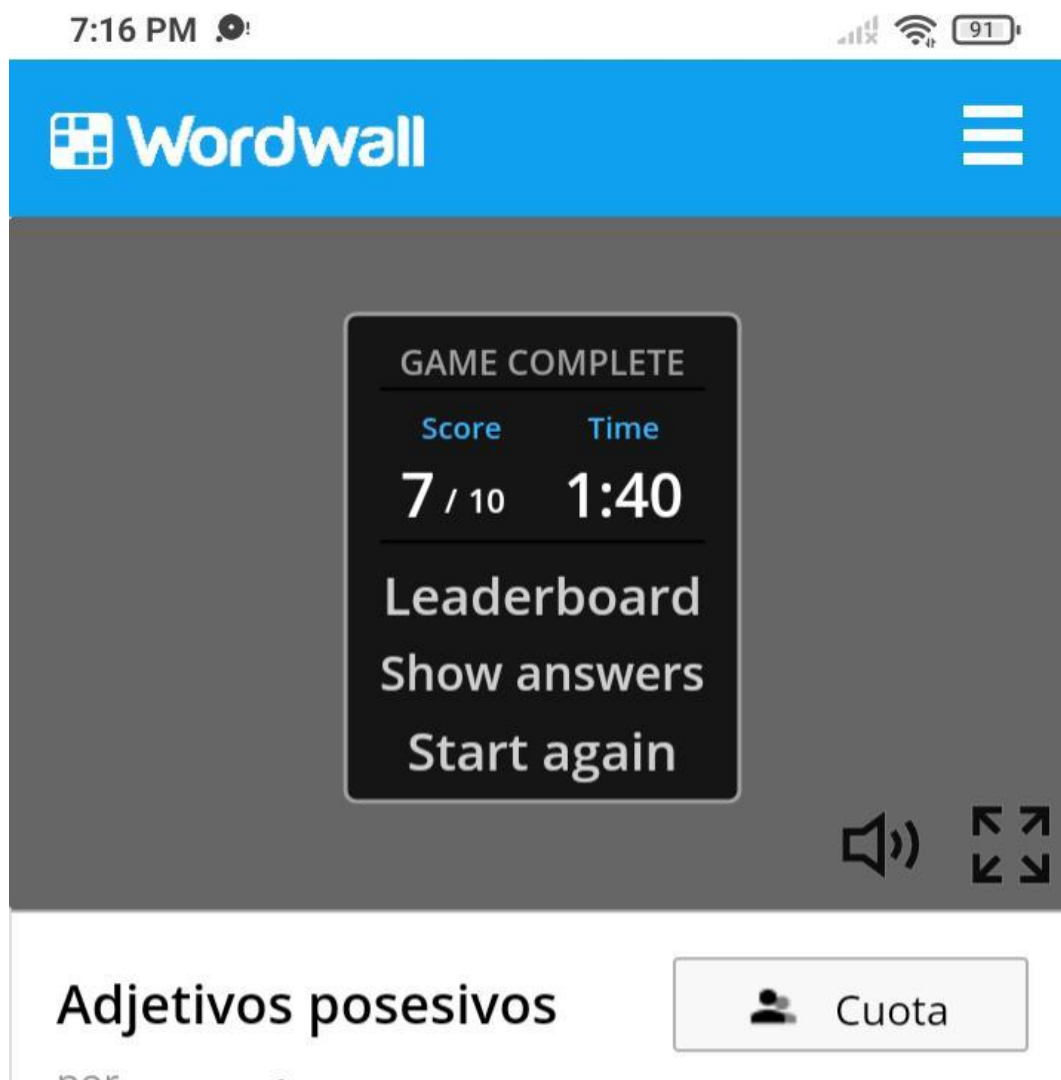 7:16 PM
91
Wordwall
GAME COMPLETE
Score Time
7 / 10 1:40
Leaderboard
Show answers
Start again
Adjetivos posesivos
Cuota